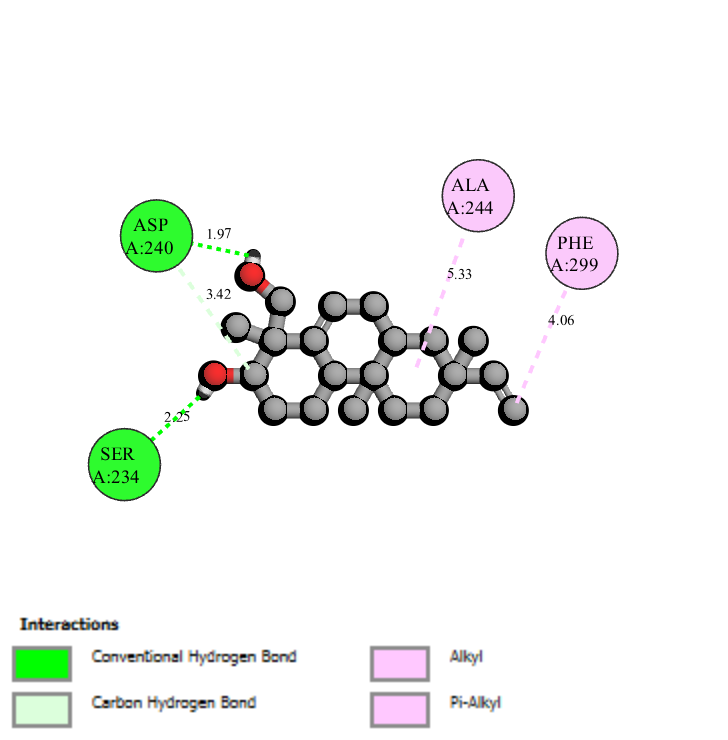 ALA
A:244
ASP
A:240
1.97
PHE
A:299
5.33
3.42
4.06
2.25
SER
A:234
Interactions
Conventional Hydrogen Bond
Carbon Hydrogen Bond
Alkyl
Pi-Alkyl